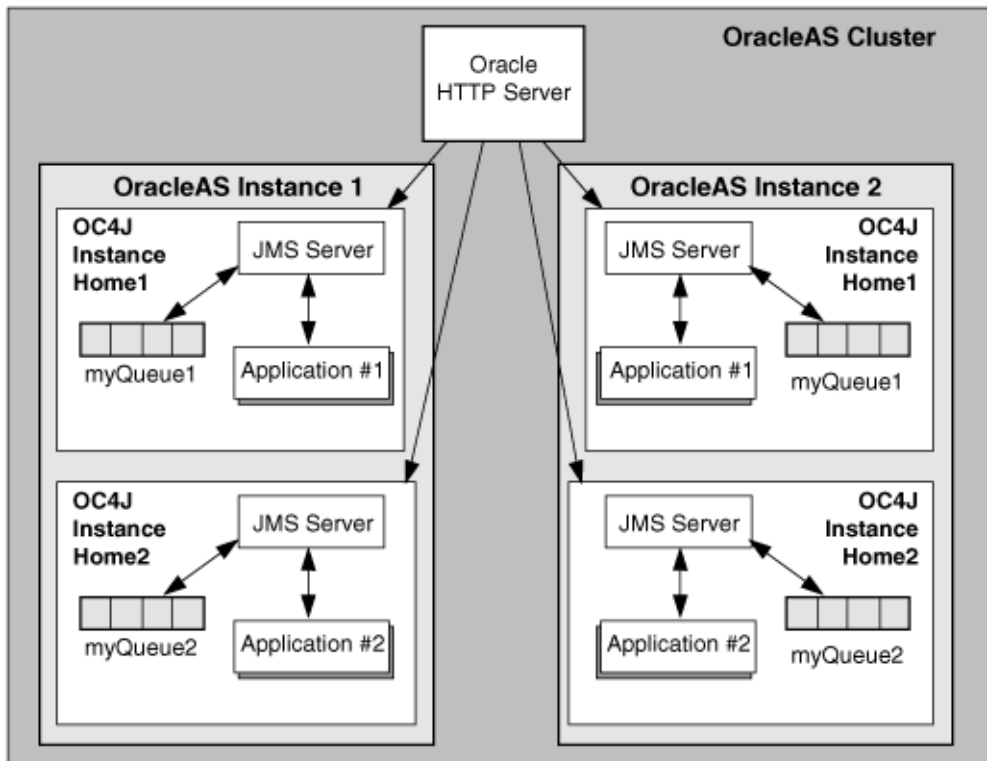 OracleAS Cluster
Oracle
HTTP Server
OracleAS Instance 1
OC4J
Instance
Home1
JMS Server
myQueue1
Application #1
OC4J
Instance
Home2
JMS Server
myQueue2
Application #2
OracleAS Instance 2
JMS Server
OC4J
Instance
Home1
Application #1
myQueue1
JMS Server
OC4J
Instance
Home2
Application #2
myQueue2